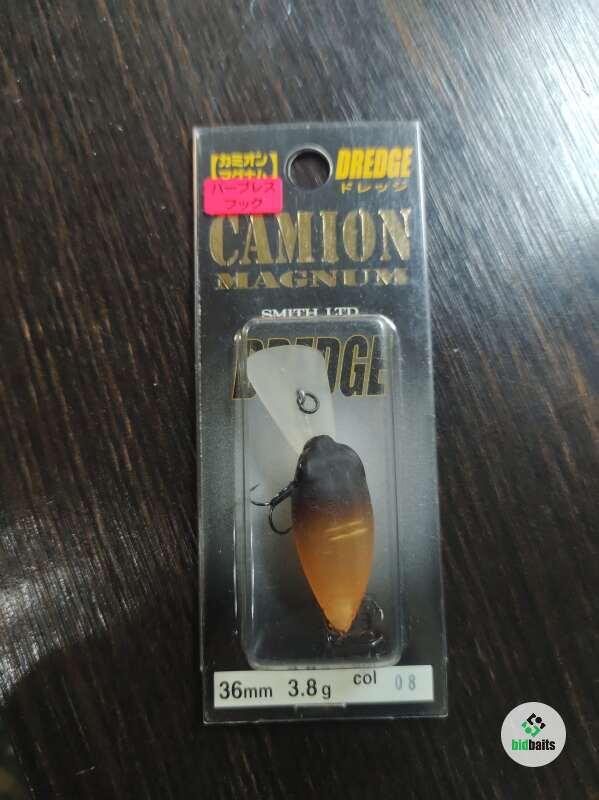 【カミオン
マグナム】
DREDGE
ドレッジ
バーブレス
フック
CAMION
MAGNUM
SMITH LTD
DREDGE
36mm 3.8g col 08
bidbaits